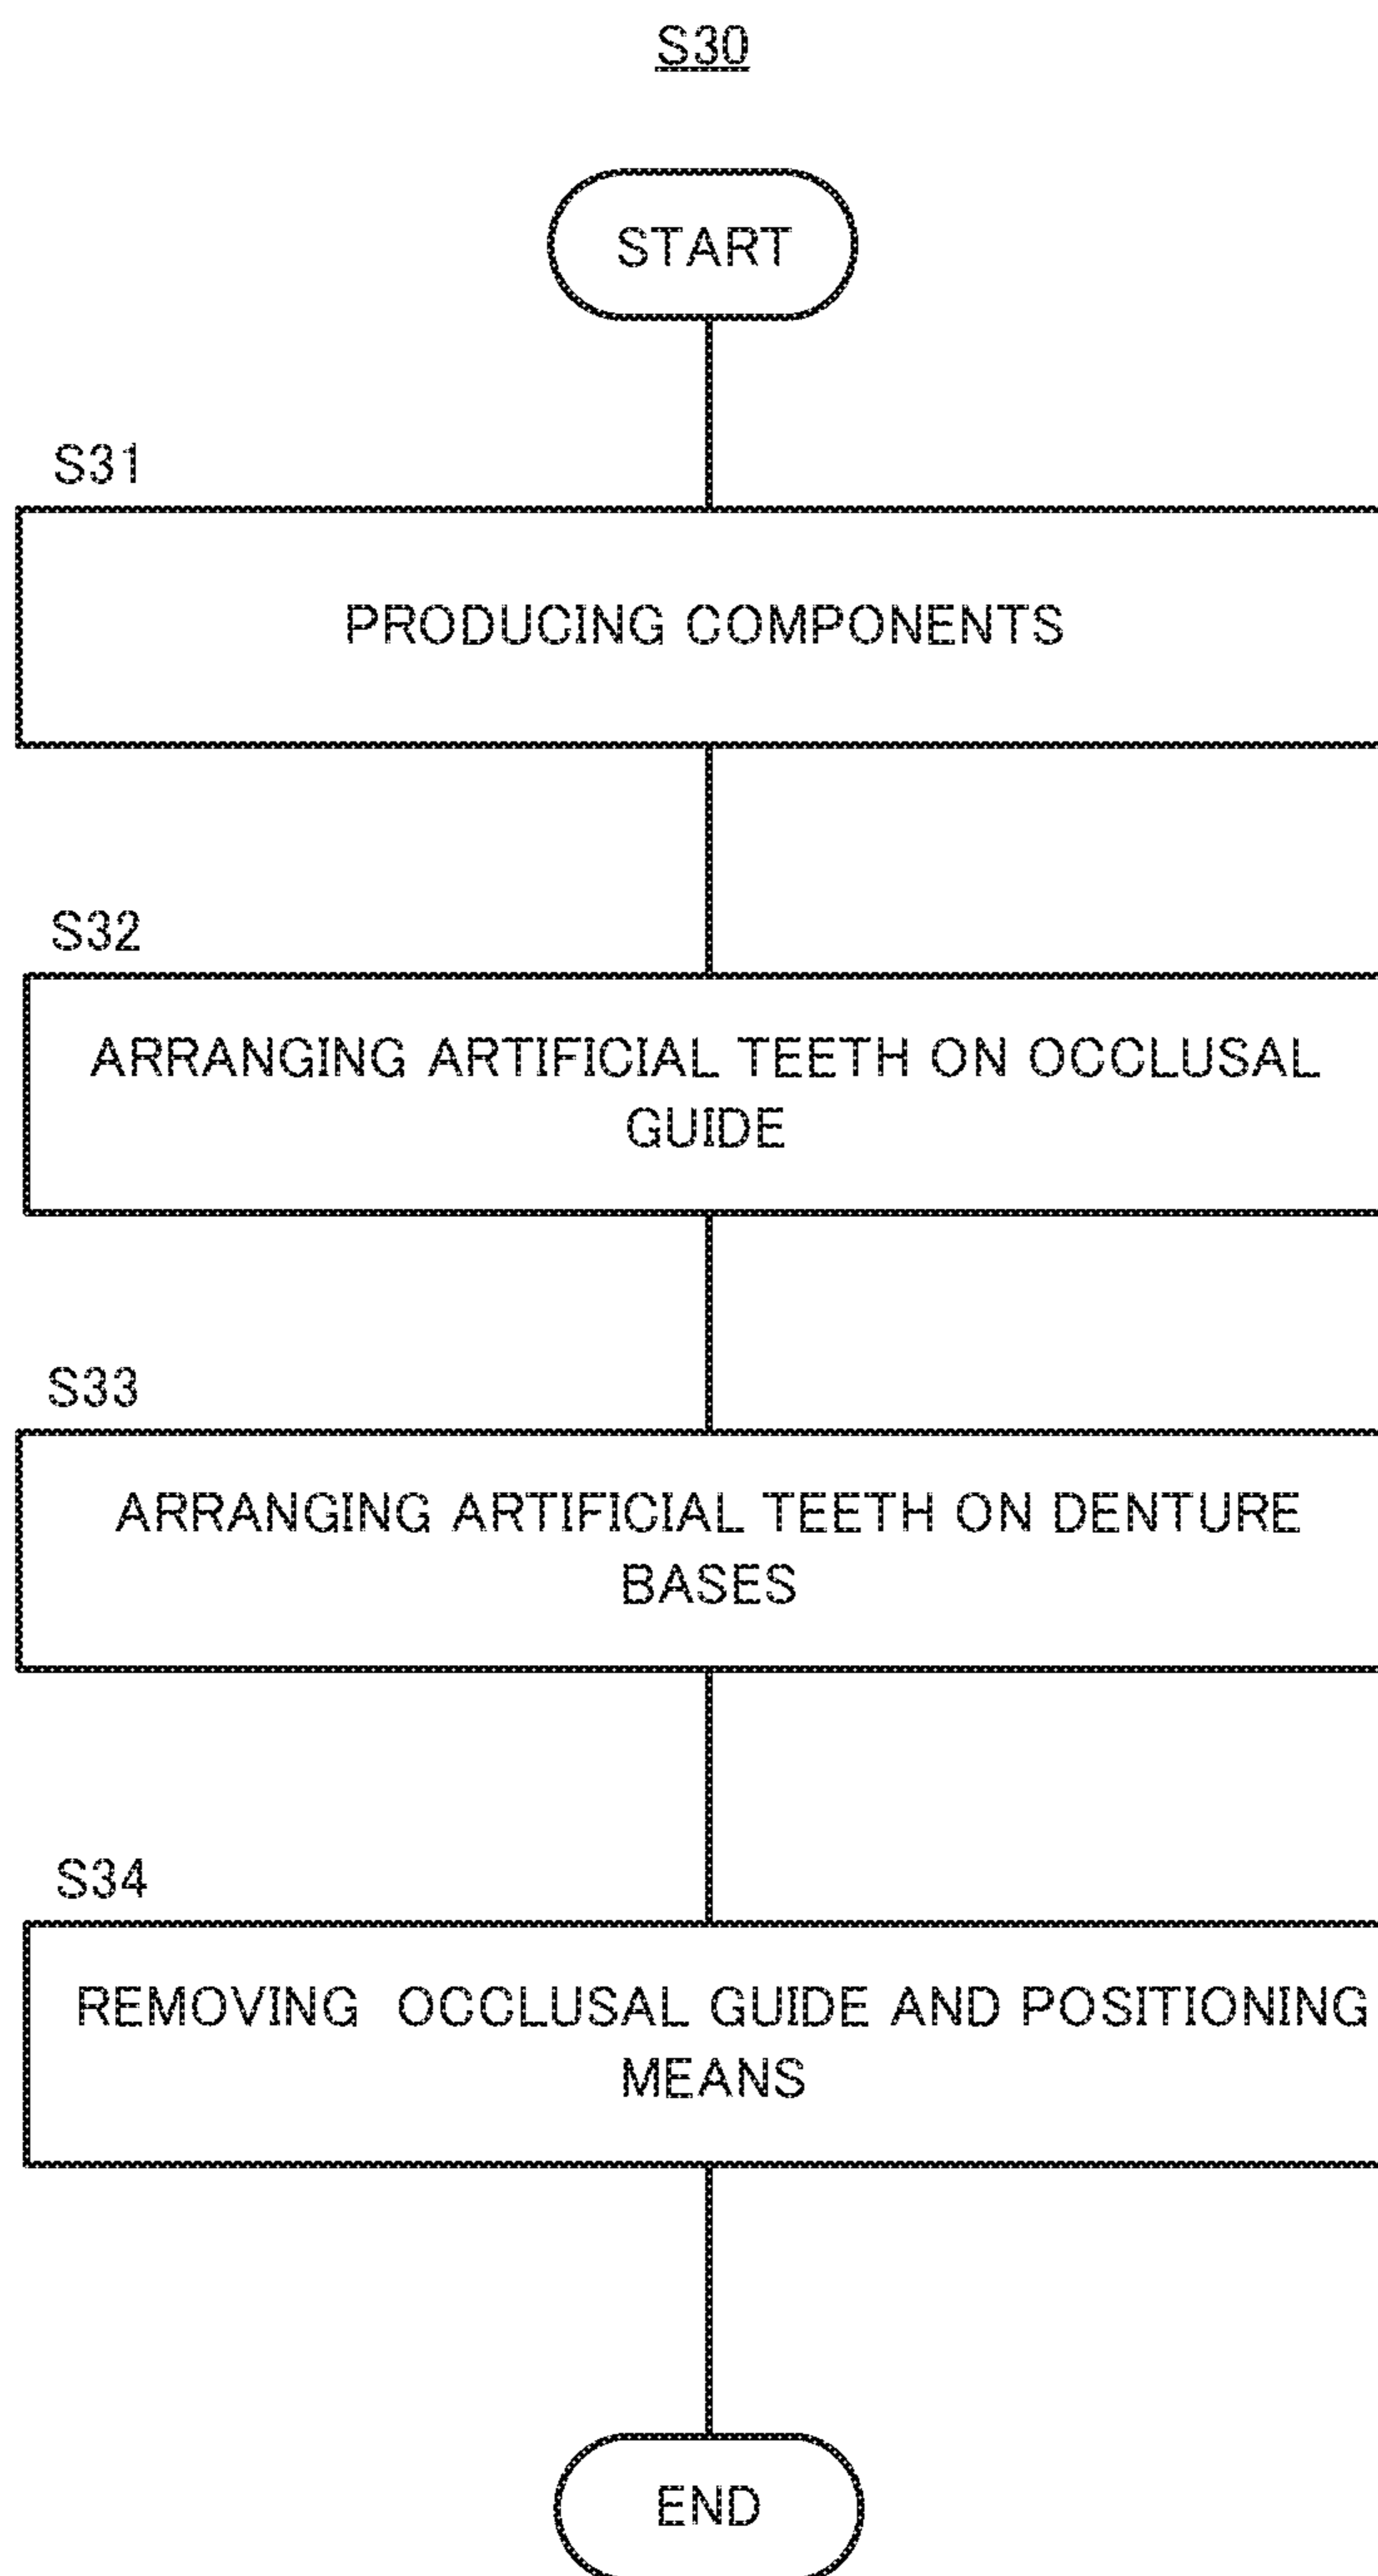 S30
START
S31
PRODUCING COMPONENTS
S32
ARRANGING ARTIFICIAL TEETH ON OCCLUSAL
GUIDE
S33
ARRANGING ARTIFICIAL TEETH ON DENTURE
BASES
S34
REMOVING OCCLUSAL GUIDE AND POSITIONING
MEANS
END